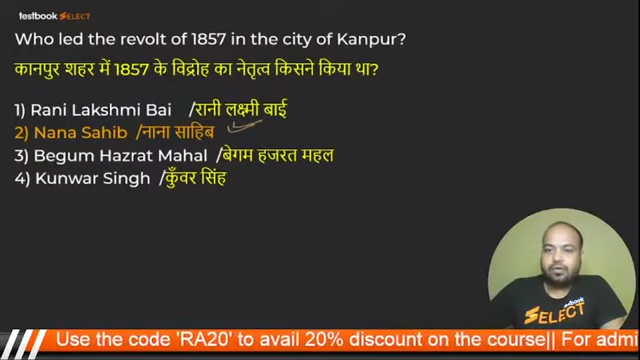 testbook SELECT
Who led the revolt of 1857 in the city of Kanpur?
कानपुर शहर में 1857 के विद्रोह का नेतृत्व किसने किया था?
1) Rani Lakshmi Bai /रानी लक्ष्मी बाई
2) Nana Sahib /नाना साहिब
3) Begum Hazrat Mahal /बेगम हजरत महल
4) Kunwar Singh /कुँवर सिंह
testbook
SELECT
Use the code 'RA20' to avail 20% discount on the course|| For admi